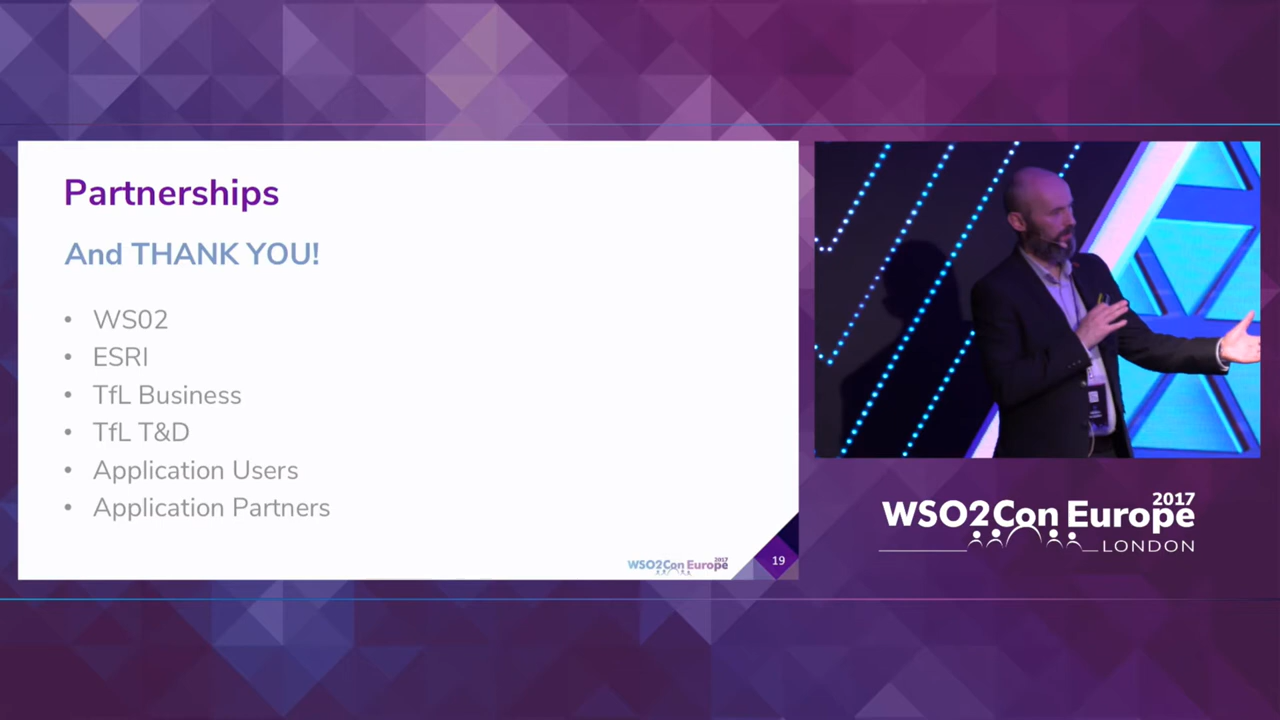 Partnerships
And THANK YOU!
• WS02
• ESRI
• TfL Business
• TfL T&D
• Application Users
• Application Partners
WSO2Con Europe 2017
19
WSO2Con Europe 2017
LONDON